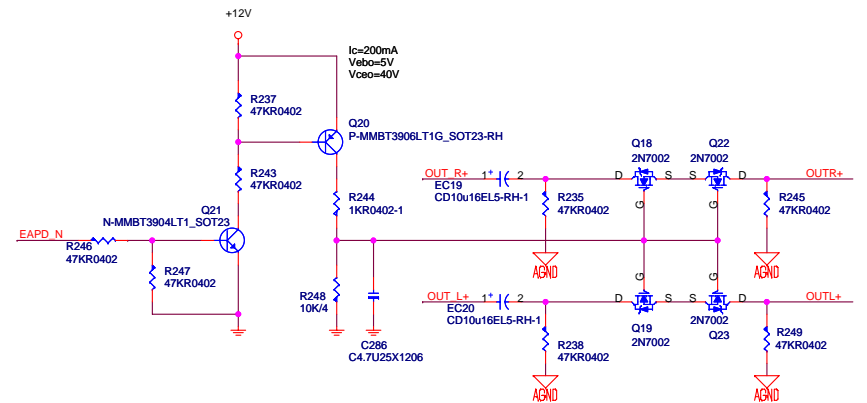 +12V
Ic=200mA
Vebo=5V
Vceo=40V
R237
47KR0402
Q20
P-MMBT3906LT1G_SOT23-RH
R243
47KR0402
R244
1KR0402-1
Q21
N-MMBT3904LT1_SOT23
EAPD_N
R246
47KR0402
R247
47KR0402
R248
10K/4
C286
C4.7U25X1206
OUT_R+
1 + 2
EC19
CD10u16EL5-RH-1
R235
47KR0402
AGND
Q18
2N7002
D S
G
Q22
2N7002
S D
G
OUTR+
R245
47KR0402
AGND
OUT_L+
1 + 2
EC20
CD10u16EL5-RH-1
R238
47KR0402
AGND
G
D S
Q19
2N7002
G
S D
2N7002
Q23
OUTL+
R249
47KR0402
AGND